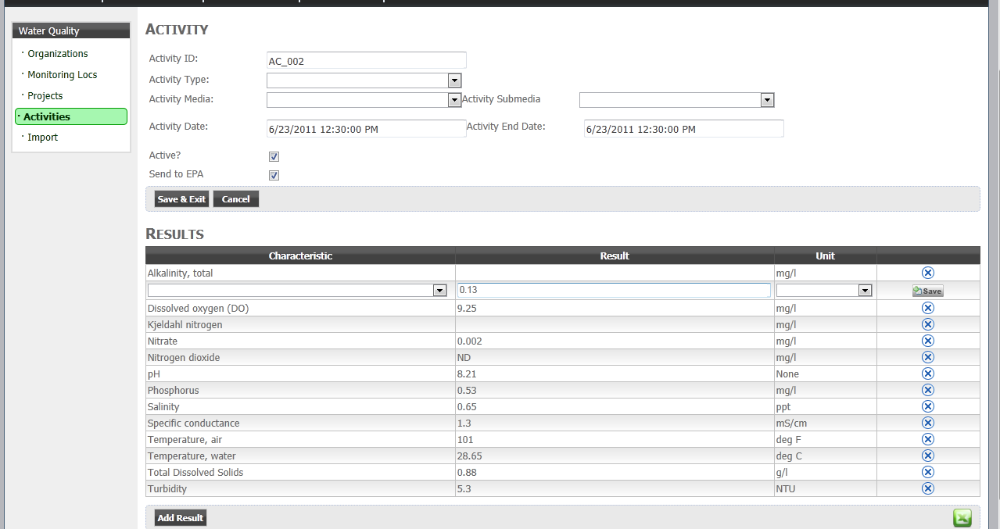 Water Quality
Organizations
Monitoring Locs
Projects
Activities
Import
ACTIVITY
Activity ID: AC_002
Activity Type:
Activity Media: Activity Submedia
Activity Date: 6/23/2011 12:30:00 PM Activity End Date: 6/23/2011 12:30:00 PM
Active?
Send to EPA
Save & Exit Cancel
RESULTS
Characteristic Result Unit
Alkalinity, total mg/l
0.13 Save
Dissolved oxygen (DO) 9.25 mg/l
Kjeldahl nitrogen mg/l
Nitrate 0.002 mg/l
Nitrogen dioxide ND mg/l
pH 8.21 None
Phosphorus 0.53 mg/l
Salinity 0.65 ppt
Specific conductance 1.3 mS/cm
Temperature, air 101 deg F
Temperature, water 28.65 deg C
Total Dissolved Solids 0.88 g/l
Turbidity 5.3 NTU
Add Result